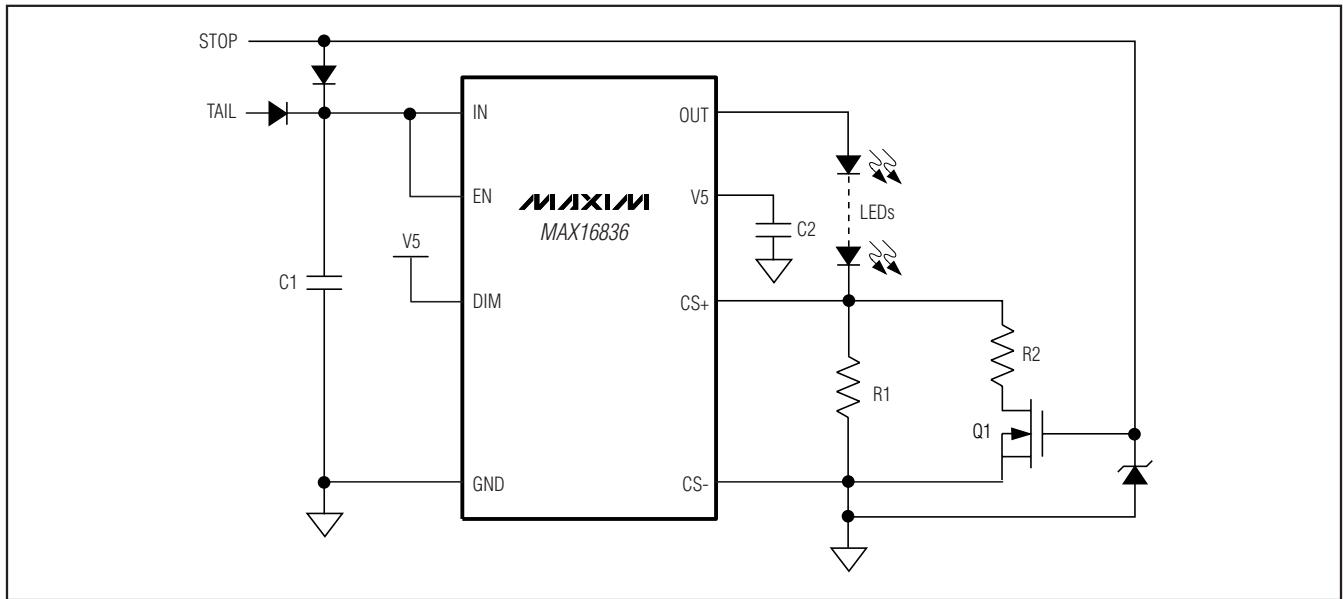 STOP
TAIL
IN
OUT
EN
V5
MAXIM
MAX16836
LEDs
C2
V5
C1
DIM
CS+
R2
R1
Q1
GND
CS-